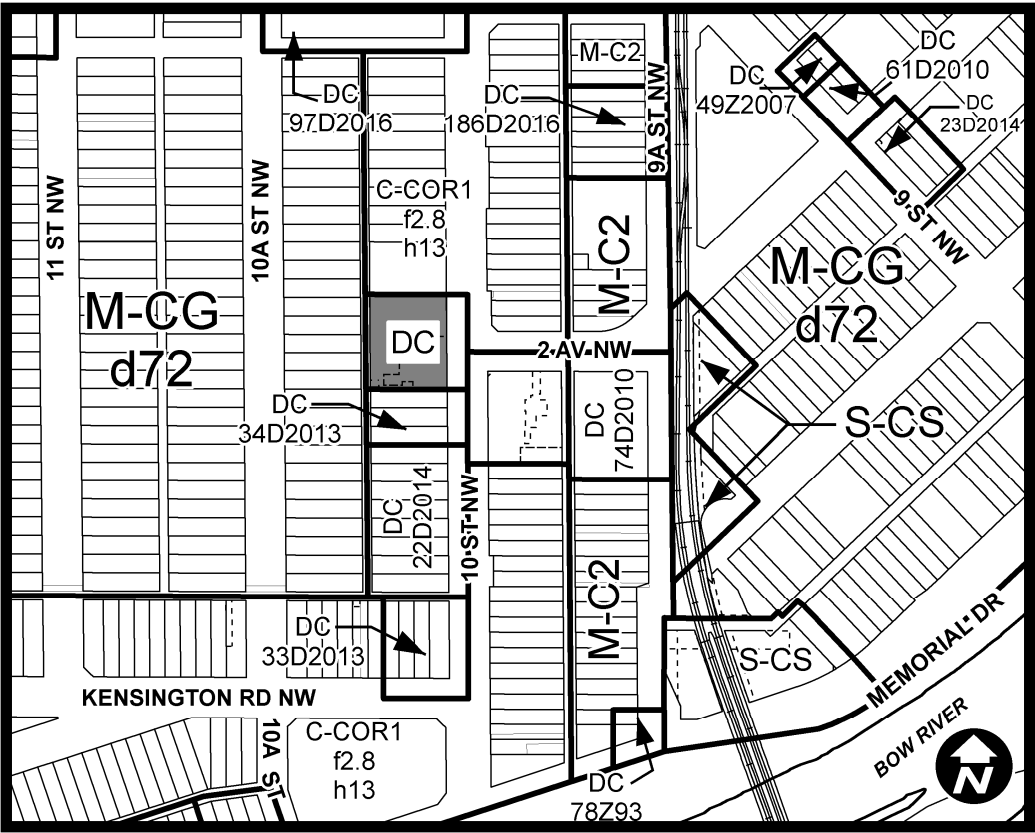 M-C2
DC
61D2010
DC
49Z2007
DC
23D2014
DC
97D2016
DC
186D2016
9A ST NW
11 ST NW
10A ST NW
C-COR1
f2.8
h13
M-C2
9 ST NW
M-CG
d72
M-CG
d72
DC
2 AV NW
DC
74D2010
S-CS
DC
34D2013
DC
22D2014
10 ST NW
M-C2
DC
33D2013
S-CS
MEMORIAL DR
KENSINGTON RD NW
10A ST
C-COR1
f2.8
h13
BOW RIVER
DC
78Z93
N